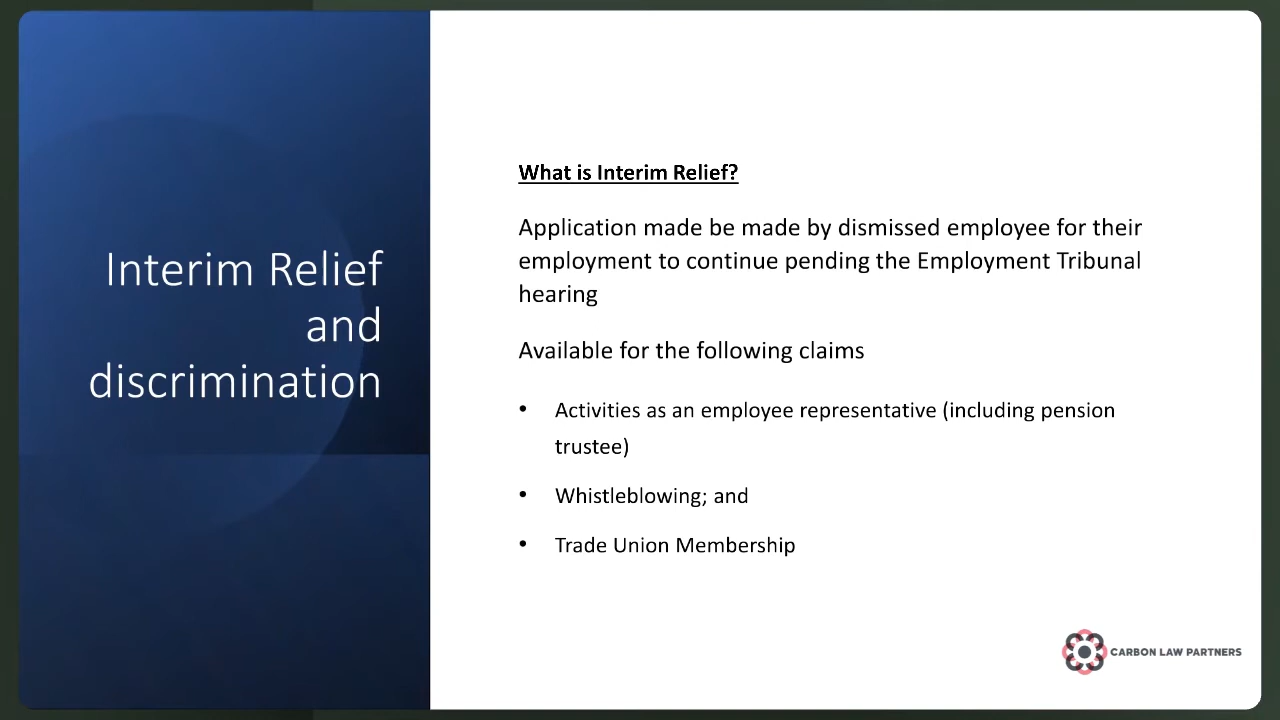 Interim Relief
and
discrimination
What is Interim Relief?
Application made be made by dismissed employee for their
employment to continue pending the Employment Tribunal
hearing
Available for the following claims
• Activities as an employee representative (including pension
trustee)
• Whistleblowing; and
• Trade Union Membership
CARBON LAW PARTNERS